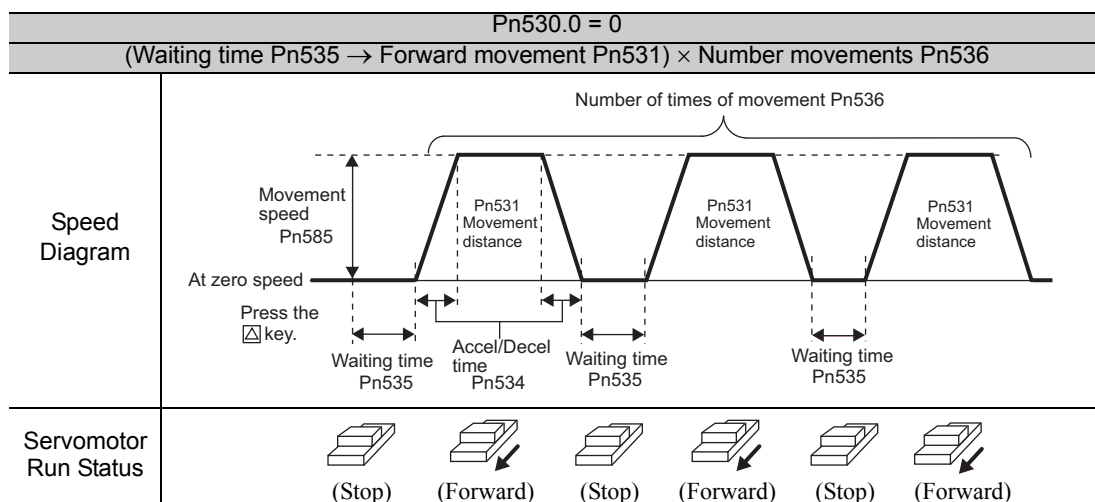 Pn530.0 = 0
(Waiting time Pn535 → Forward movement Pn531) × Number movements Pn536
Speed
Diagram
Number of times of movement Pn536
Movement
speed
Pn585
Pn531
Movement
distance
Pn531
Movement
distance
Pn531
Movement
distance
At zero speed
Press the
△ key.
Waiting time
Pn535
Accel/Decel
time
Pn534
Waiting time
Pn535
Waiting time
Pn535
Servomotor
Run Status
(Stop) (Forward) (Stop) (Forward) (Stop) (Forward)